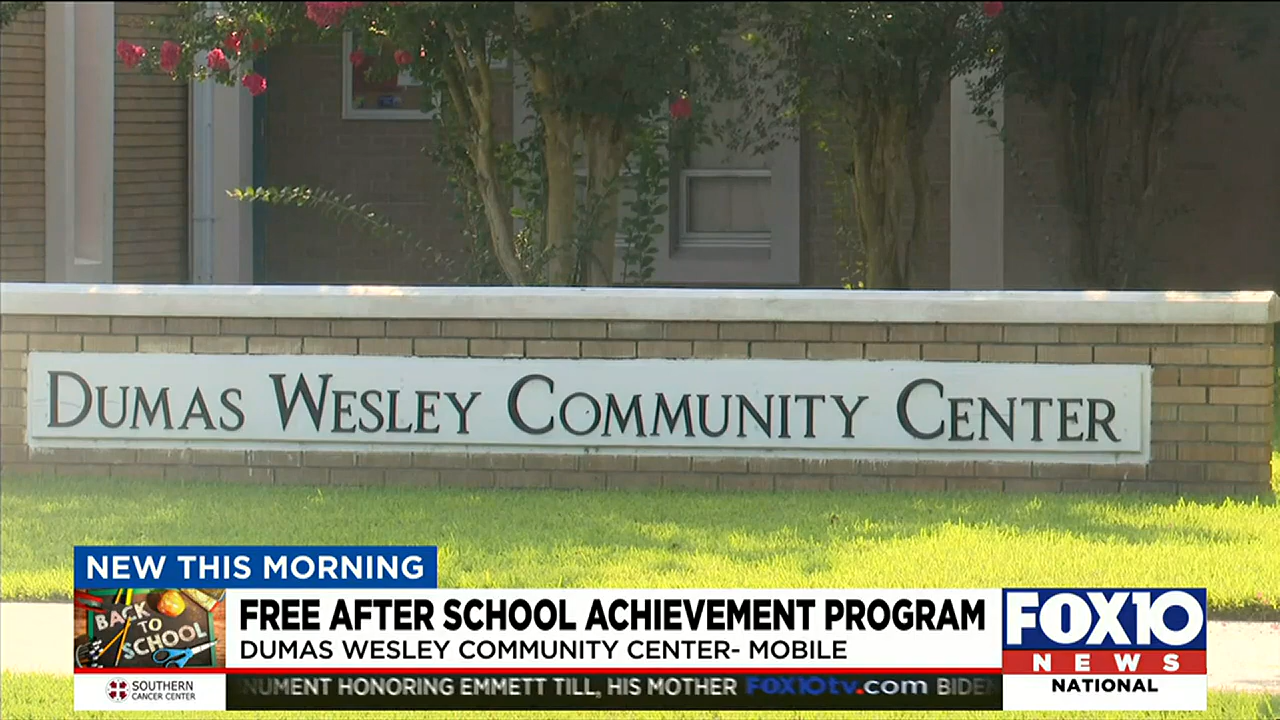 DUMAS WESLEY COMMUNITY CENTER
NEW THIS MORNING
BACK
TO
SCHOOL
FREE AFTER SCHOOL ACHIEVEMENT PROGRAM
DUMAS WESLEY COMMUNITY CENTER- MOBILE
FOX10
NEWS
NATIONAL
SOUTHERN
CANCER CENTER
NUMENT HONORING EMMETT TILL, HIS MOTHER FOX10tv.com BIDE